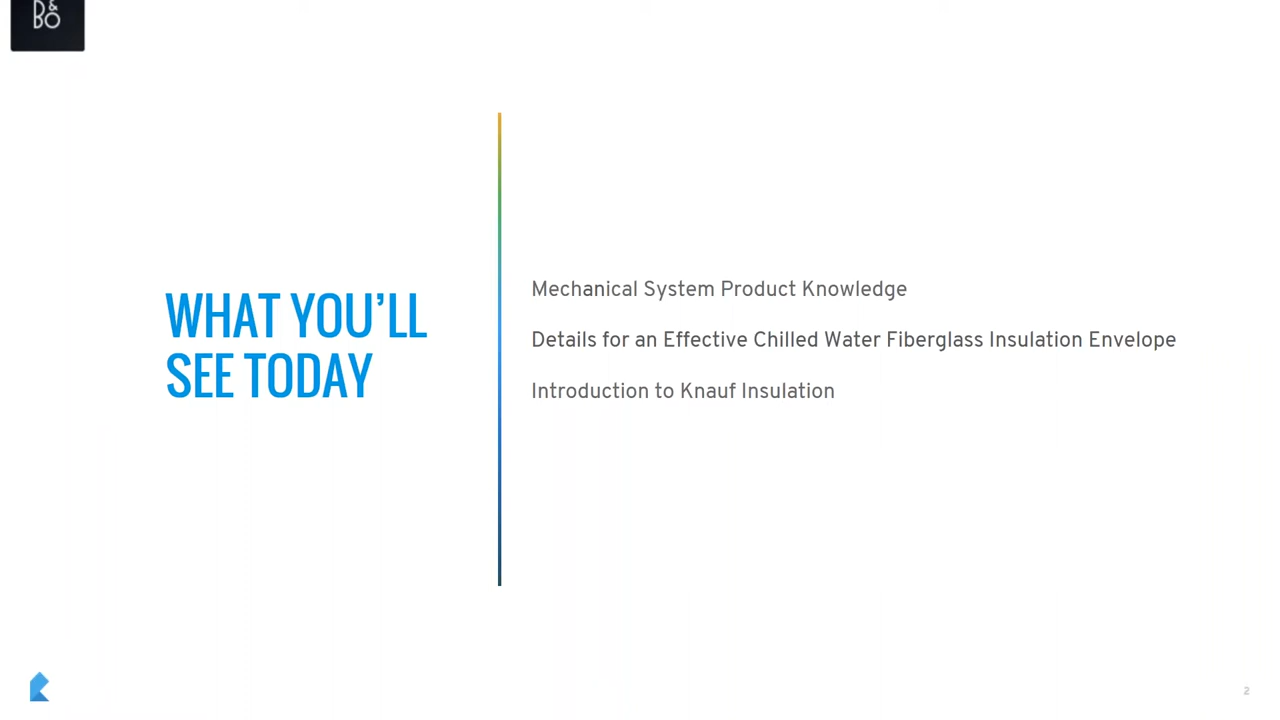 B&
BO
WHAT YOU’LL
SEE TODAY
Mechanical System Product Knowledge
Details for an Effective Chilled Water Fiberglass Insulation Envelope
Introduction to Knauf Insulation
2